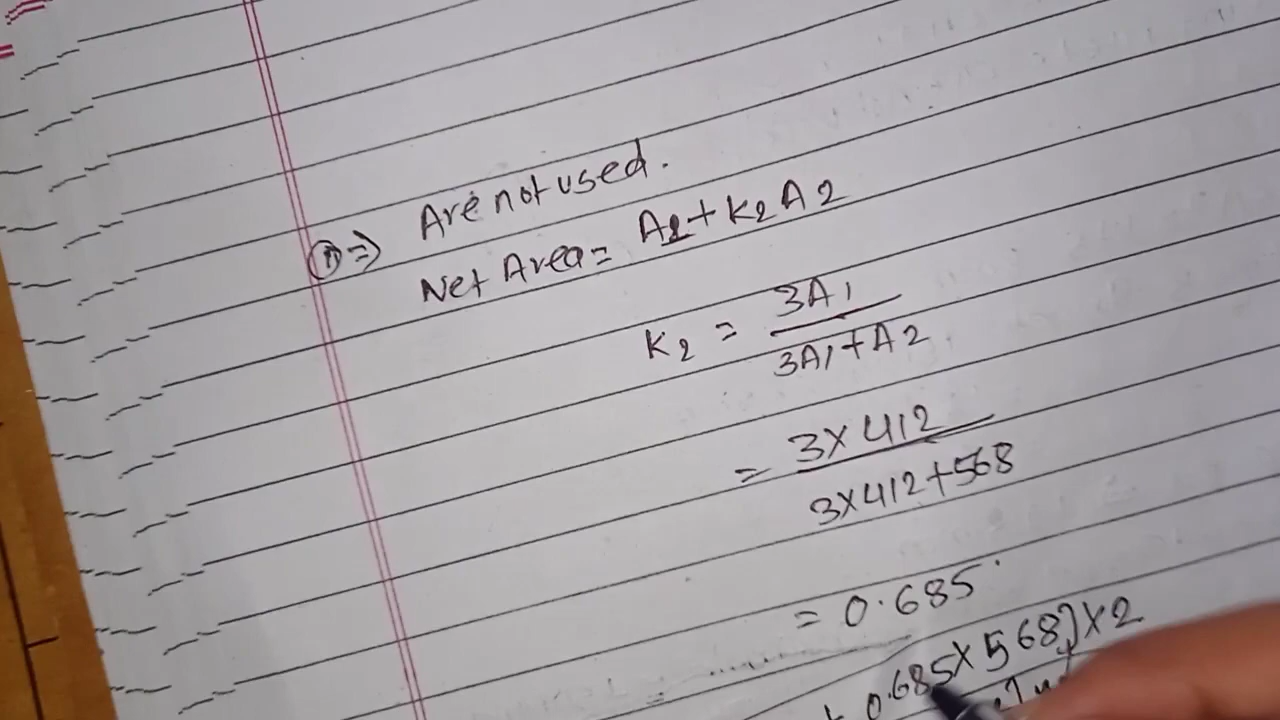 Are not used.
⇒ Net Area = A1 + K2 A2
K2 = 3A1 / 3A1 + A2
= 3×412 / 3×412+568
= 0.685
+ 0.685×568)×2